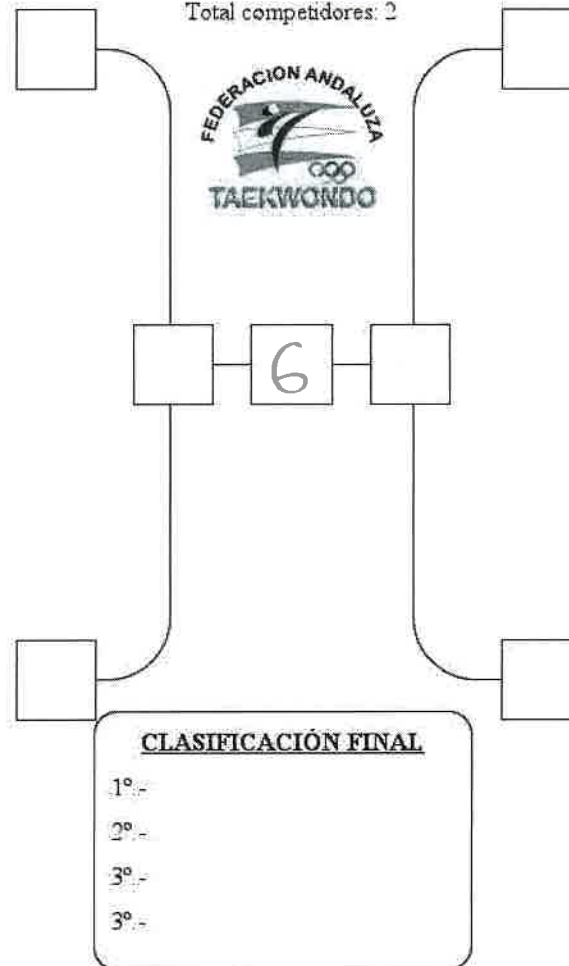 Total competidores: 2
FEDERACION ANDALUZA
TAEKWONDO
6
CLASIFICACIÓN FINAL
1º.-
2º.-
3º.-
3º.-